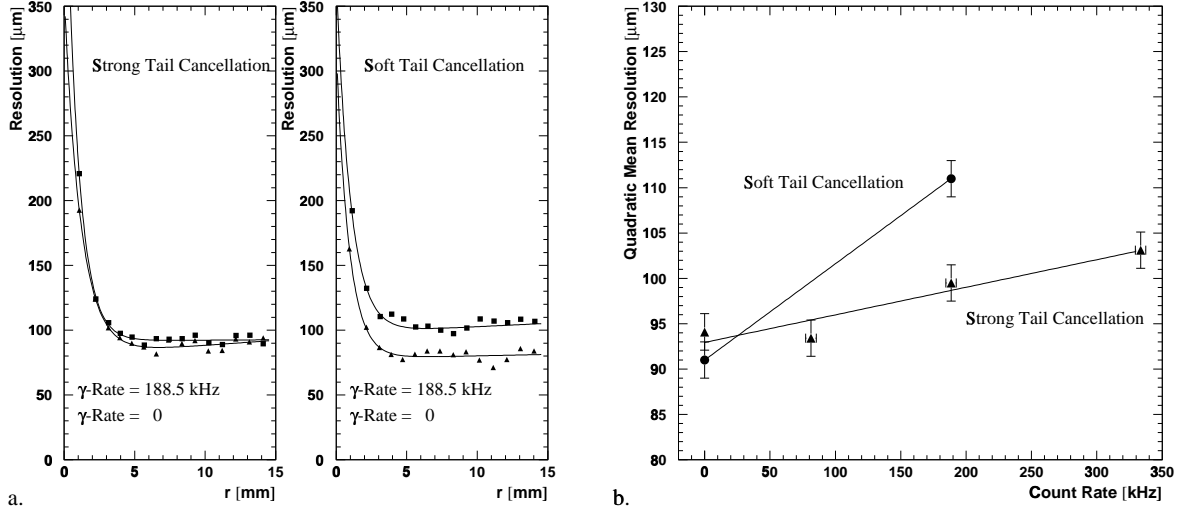 Resolution [μm]
350
300
250
200
150
100
50
0
Strong Tail Cancellation
γ-Rate = 188.5 kHz
γ-Rate = 0
0
5
10
15
r [mm]
a.
Resolution [μm]
350
300
250
200
150
100
50
0
Soft Tail Cancellation
γ-Rate = 188.5 kHz
γ-Rate = 0
0
5
10
15
r [mm]
Quadratic Mean Resolution [μm]
130
125
120
115
110
105
100
95
90
85
80
Soft Tail Cancellation
Strong Tail Cancellation
0
50
100
150
200
250
300
350
Count Rate [kHz]
b.